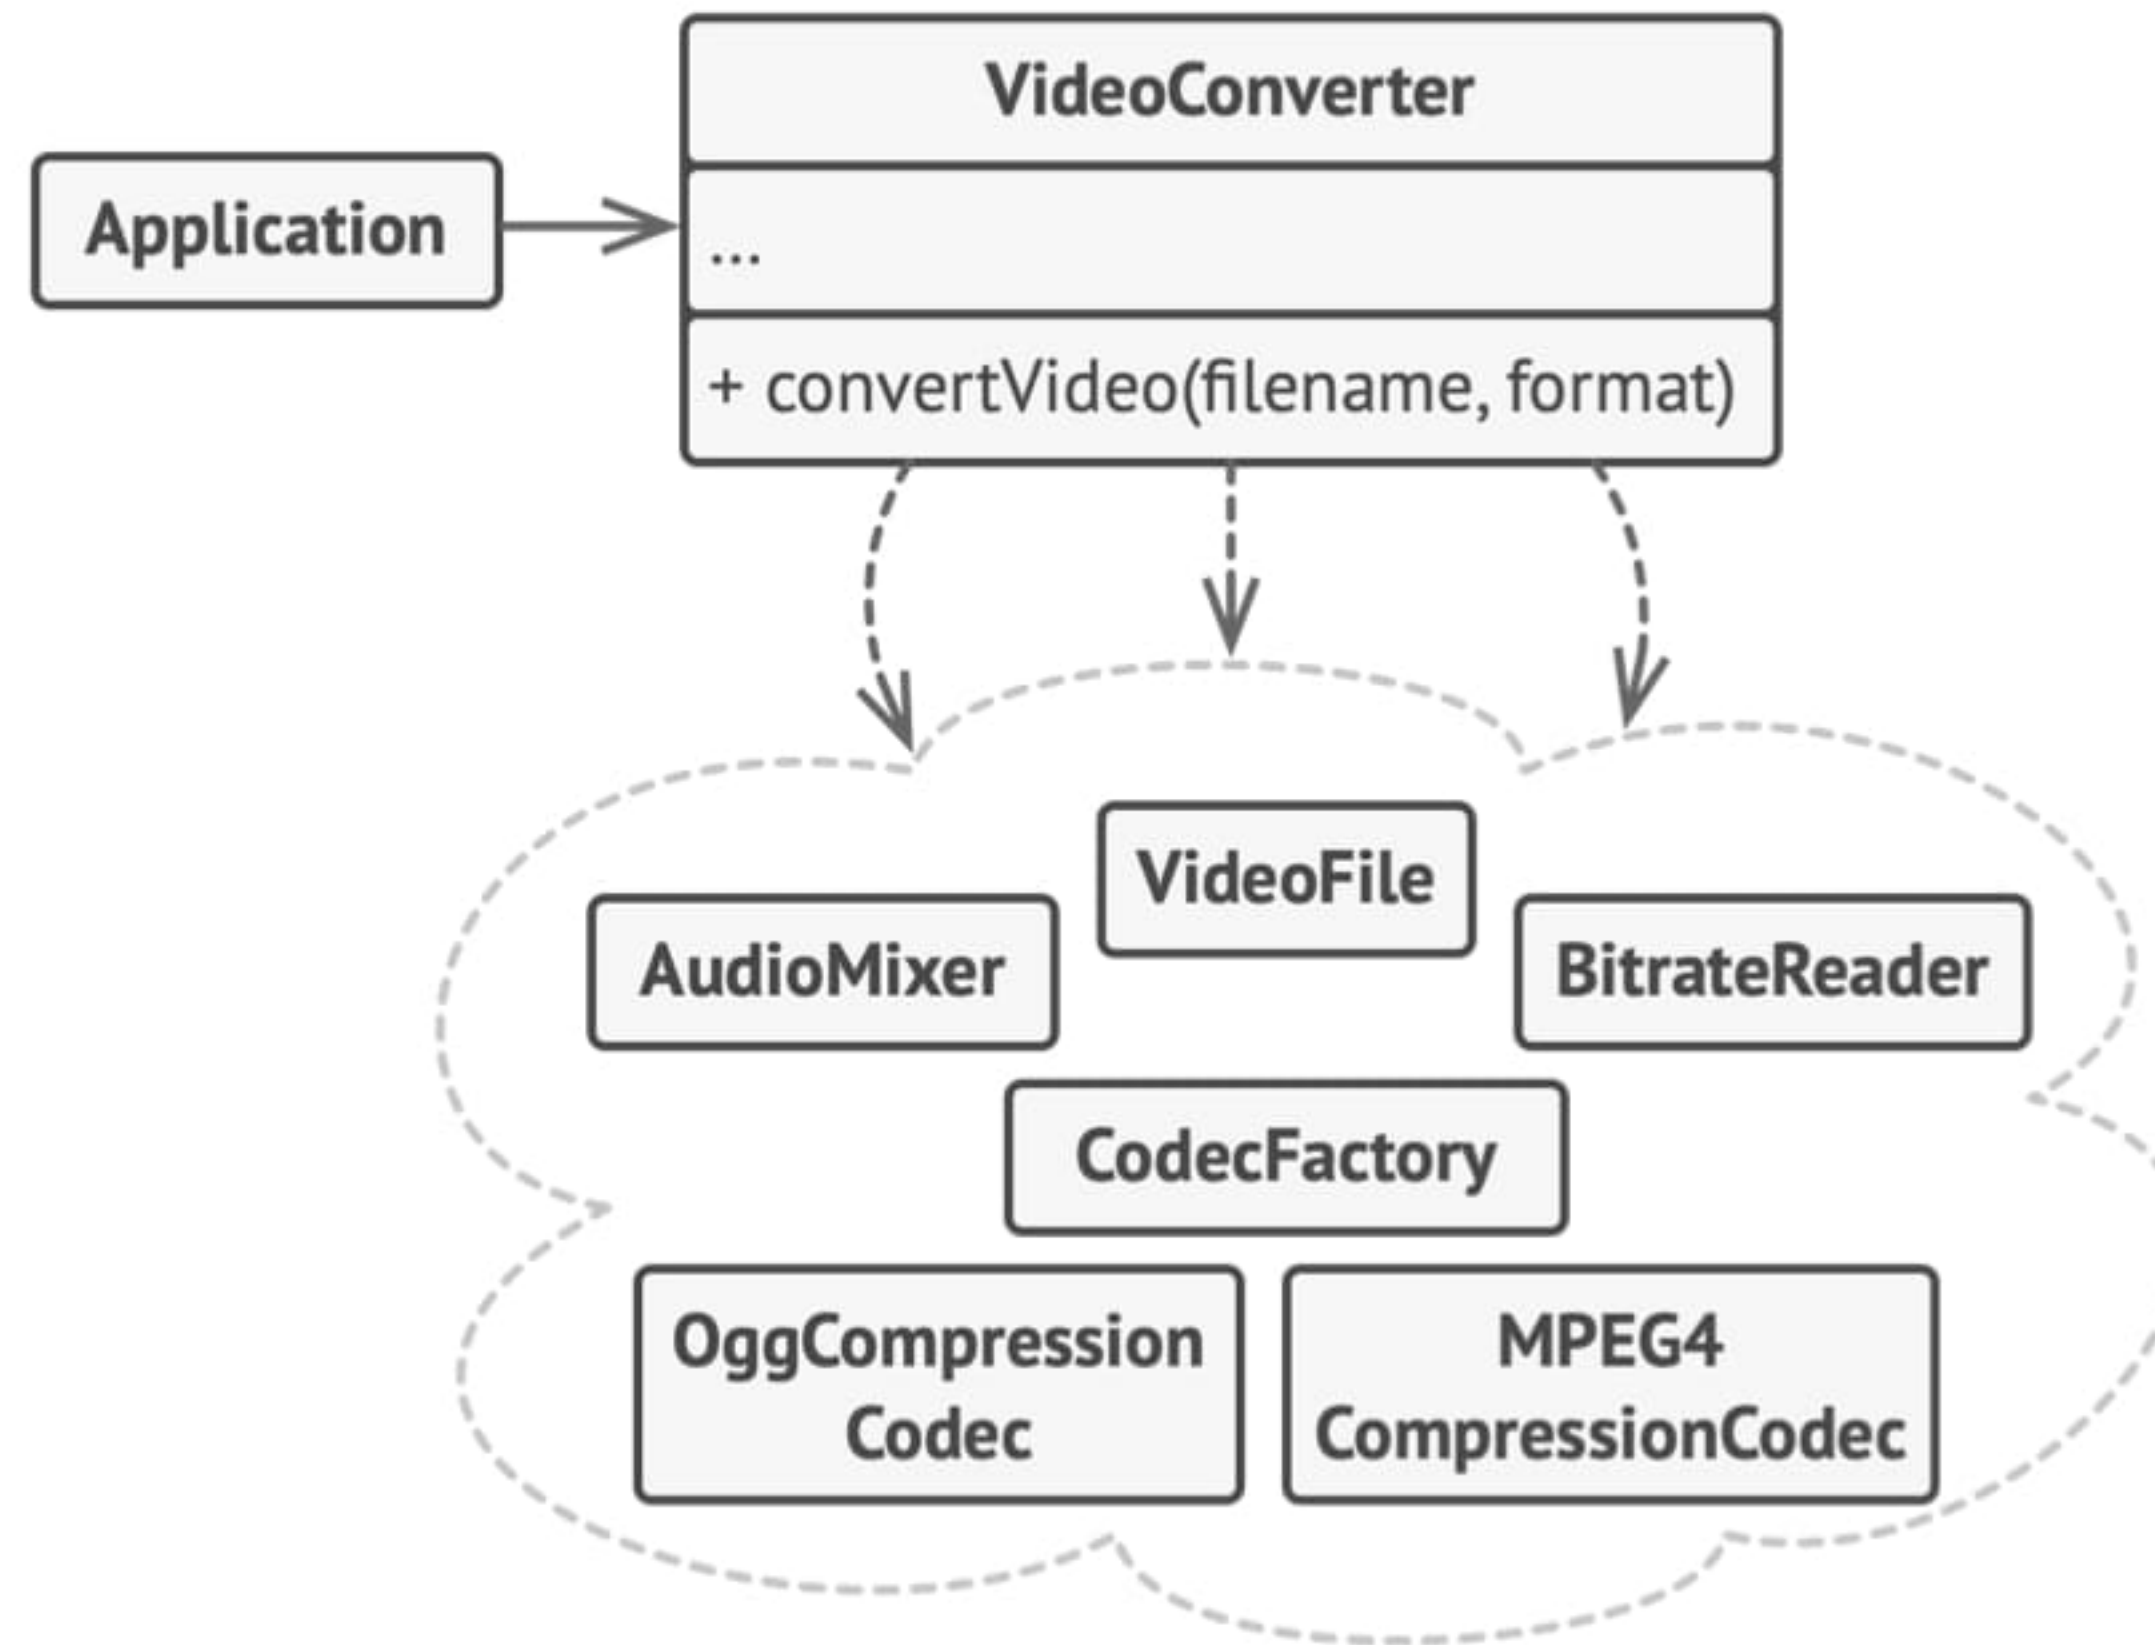 VideoConverter
Application
...
+ convertVideo(filename, format)
VideoFile
AudioMixer
BitrateReader
CodecFactory
OggCompression
Codec
MPEG4
CompressionCodec